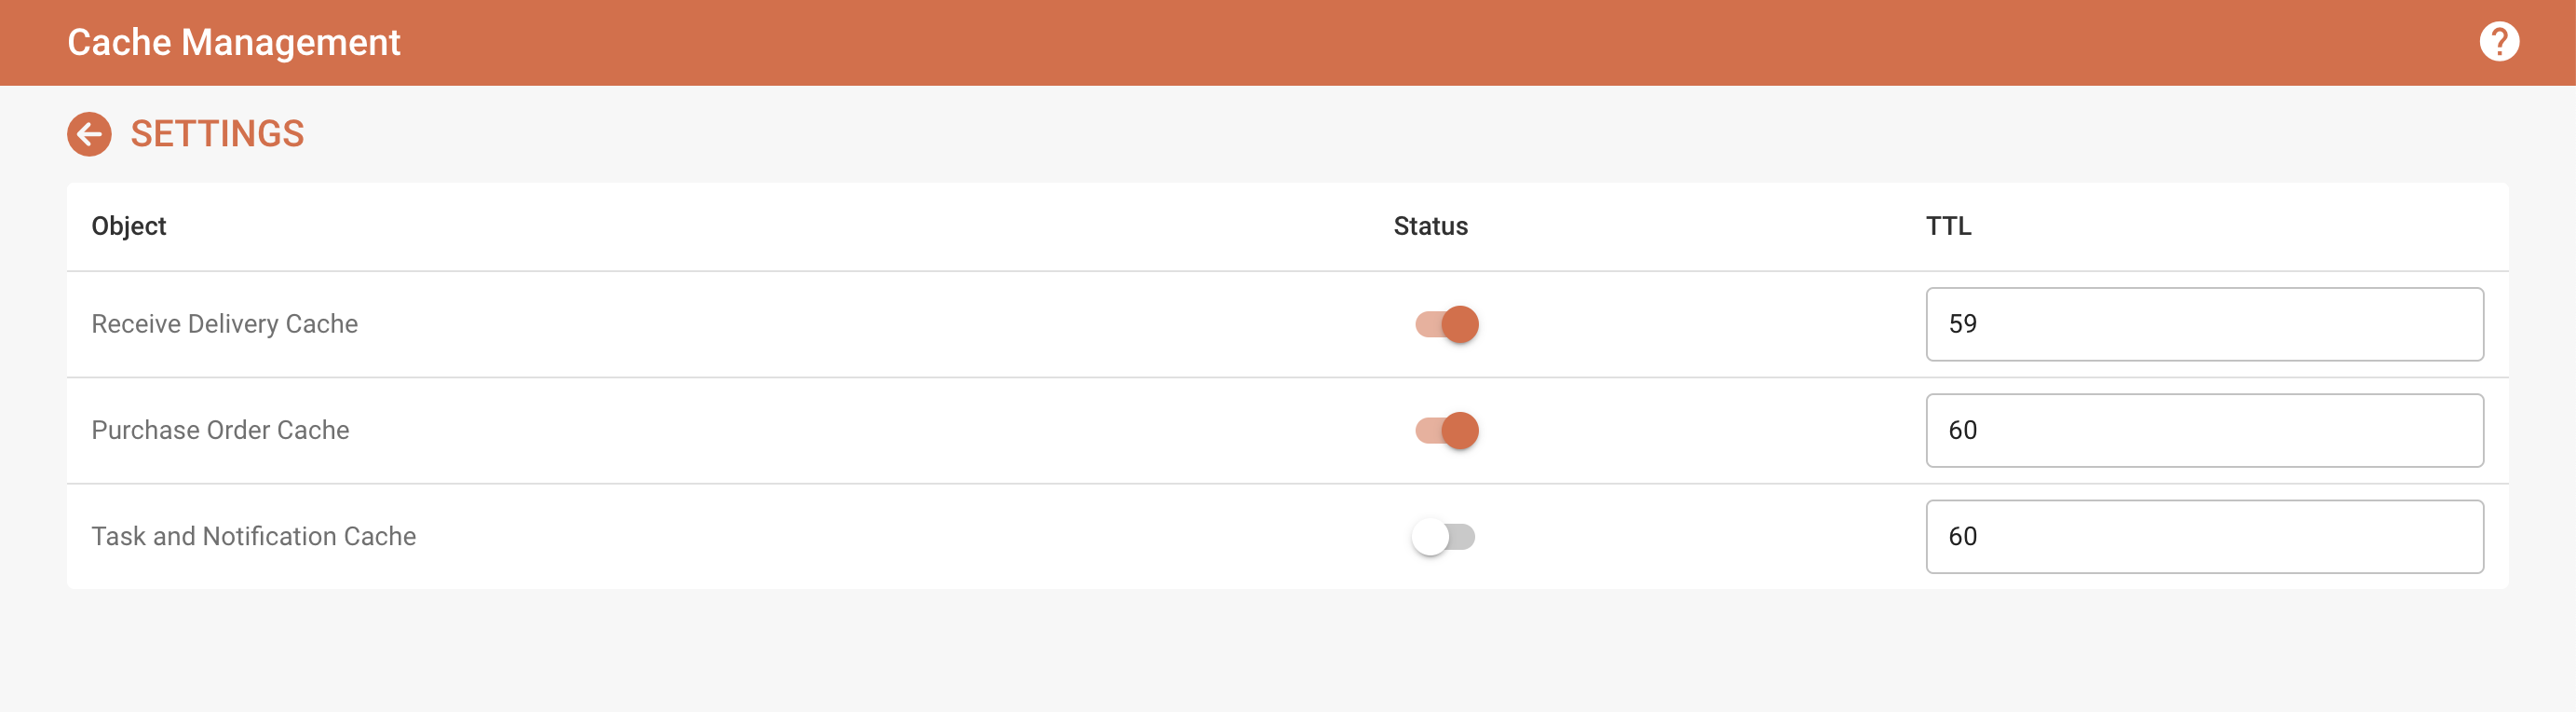 Cache Management ?
SETTINGS
Object Status TTL
Receive Delivery Cache 59
Purchase Order Cache 60
Task and Notification Cache 60